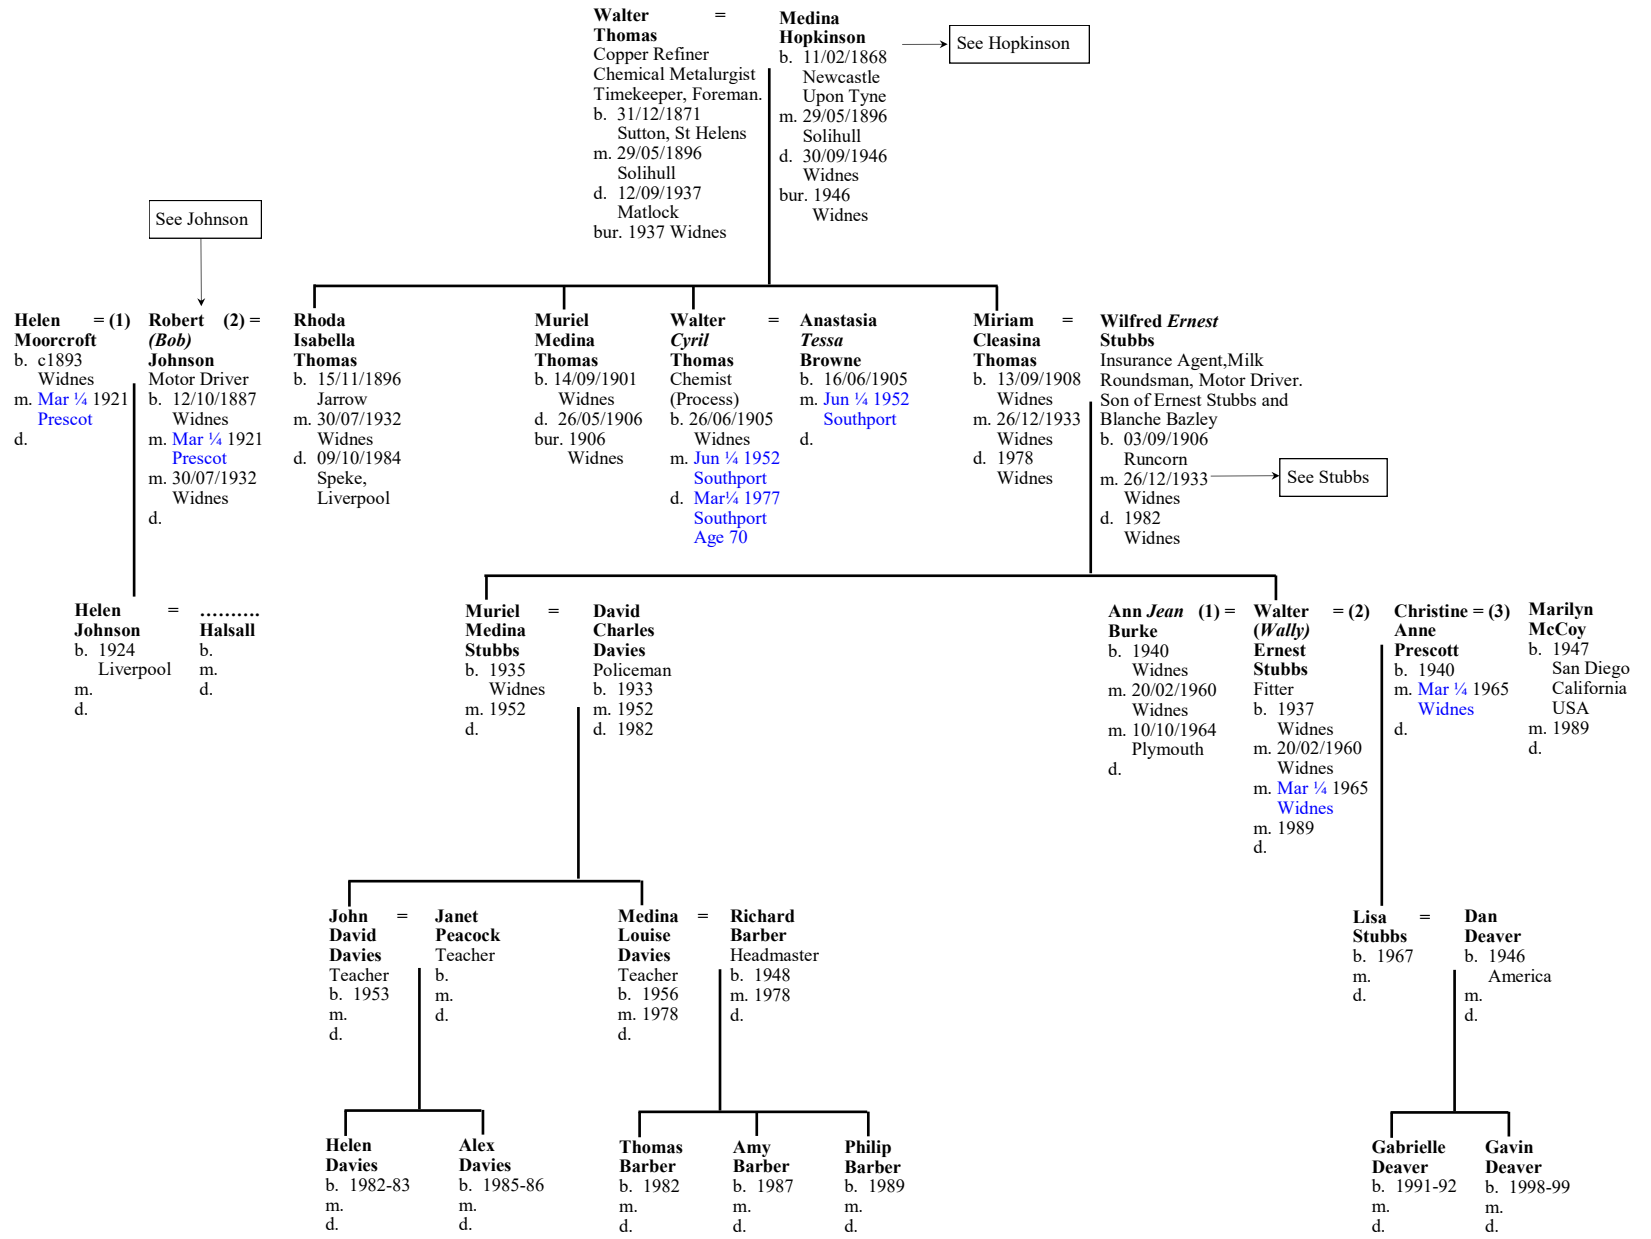 Walter =
Thomas
Copper Refiner
Chemical Metalurgist
Timekeeper, Foreman.
b. 31/12/1871
Sutton, St Helens
m. 29/05/1896
Solihull
d. 12/09/1937
Matlock
bur. 1937 Widnes
Medina
Hopkinson
b. 11/02/1868
Newcastle
Upon Tyne
m. 29/05/1896
Solihull
d. 30/09/1946
Widnes
bur. 1946
Widnes
See Hopkinson
See Johnson
Helen = (1)
Moorcroft
b. c1893
Widnes
m. Mar ¼ 1921
Prescot
d.
Robert (2) =
(Bob)
Johnson
Motor Driver
b. 12/10/1887
Widnes
m. Mar ¼ 1921
Prescot
m. 30/07/1932
Widnes
d.
Rhoda
Isabella
Thomas
b. 15/11/1896
Jarrow
m. 30/07/1932
Widnes
d. 09/10/1984
Speke,
Liverpool
Muriel
Medina
Thomas
b. 14/09/1901
Widnes
d. 26/05/1906
bur. 1906
Widnes
Walter =
Cyril
Thomas
Chemist
(Process)
b. 26/06/1905
Widnes
m. Jun ¼ 1952
Southport
d. Mar¼ 1977
Southport
Age 70
Anastasia
Tessa
Browne
b. 16/06/1905
m. Jun ¼ 1952
Southport
d.
Miriam =
Cleasina
Thomas
b. 13/09/1908
Widnes
m. 26/12/1933
Widnes
d. 1978
Widnes
Wilfred Ernest
Stubbs
Insurance Agent,Milk
Roundsman, Motor Driver.
Son of Ernest Stubbs and
Blanche Bazley
b. 03/09/1906
Runcorn
m. 26/12/1933
Widnes
d. 1982
Widnes
See Stubbs
Helen =
Johnson
b. 1924
Liverpool
m.
d.
……….
Halsall
b.
m.
d.
Muriel =
Medina
Stubbs
b. 1935
Widnes
m. 1952
d.
David
Charles
Davies
Policeman
b. 1933
m. 1952
d. 1982
Ann Jean (1) =
Burke
b. 1940
Widnes
m. 20/02/1960
Widnes
m. 10/10/1964
Plymouth
d.
Walter = (2)
(Wally)
Ernest
Stubbs
Fitter
b. 1937
Widnes
m. 20/02/1960
Widnes
m. Mar ¼ 1965
Widnes
m. 1989
d.
Christine = (3)
Anne
Prescott
b. 1940
m. Mar ¼ 1965
Widnes
d.
Marilyn
McCoy
b. 1947
San Diego
California
USA
m. 1989
d.
John =
David
Davies
Teacher
b. 1953
m.
d.
Janet
Peacock
Teacher
b.
m.
d.
Medina =
Louise
Davies
Teacher
b. 1956
m. 1978
d.
Richard
Barber
Headmaster
b. 1948
m. 1978
d.
Lisa =
Stubbs
b. 1967
m.
d.
Dan
Deaver
b. 1946
America
m.
d.
Helen
Davies
b. 1982-83
m.
d.
Alex
Davies
b. 1985-86
m.
d.
Thomas
Barber
b. 1982
m.
d.
Amy
Barber
b. 1987
m.
d.
Philip
Barber
b. 1989
m.
d.
Gabrielle
Deaver
b. 1991-92
m.
d.
Gavin
Deaver
b. 1998-99
m.
d.